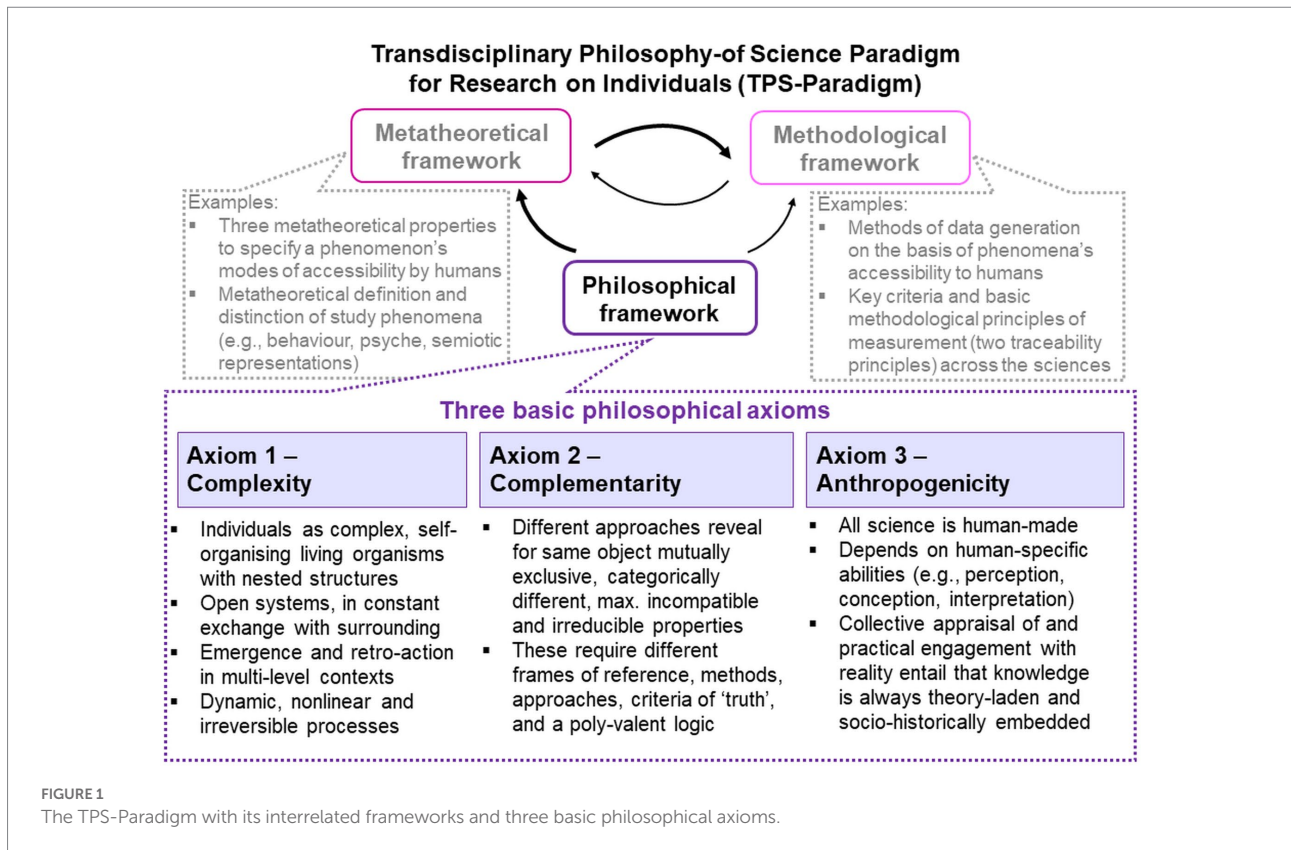 Transdisciplinary Philosophy-of Science Paradigm
for Research on Individuals (TPS-Paradigm)
Metatheoretical
framework
Methodological
framework
Examples:
▪ Three metatheoretical properties
to specify a phenomenon's
modes of accessibility by humans
▪ Metatheoretical definition and
distinction of study phenomena
(e.g., behaviour, psyche, semiotic
representations)
Philosophical
framework
Examples:
▪ Methods of data generation
on the basis of phenomena's
accessibility to humans
▪ Key criteria and basic
methodological principles of
measurement (two traceability
principles) across the sciences
Three basic philosophical axioms
Axiom 1 –
Complexity
▪ Individuals as complex, self-
organising living organisms
with nested structures
▪ Open systems, in constant
exchange with surrounding
▪ Emergence and retro-action
in multi-level contexts
▪ Dynamic, nonlinear and
irreversible processes
Axiom 2 –
Complementarity
▪ Different approaches reveal
for same object mutually
exclusive, categorically
different, max. incompatible
and irreducible properties
▪ These require different
frames of reference, methods,
approaches, criteria of 'truth',
and a poly-valent logic
Axiom 3 –
Anthropogenicity
▪ All science is human-made
▪ Depends on human-specific
abilities (e.g., perception,
conception, interpretation)
▪ Collective appraisal of and
practical engagement with
reality entail that knowledge
is always theory-laden and
socio-historically embedded
FIGURE 1
The TPS-Paradigm with its interrelated frameworks and three basic philosophical axioms.